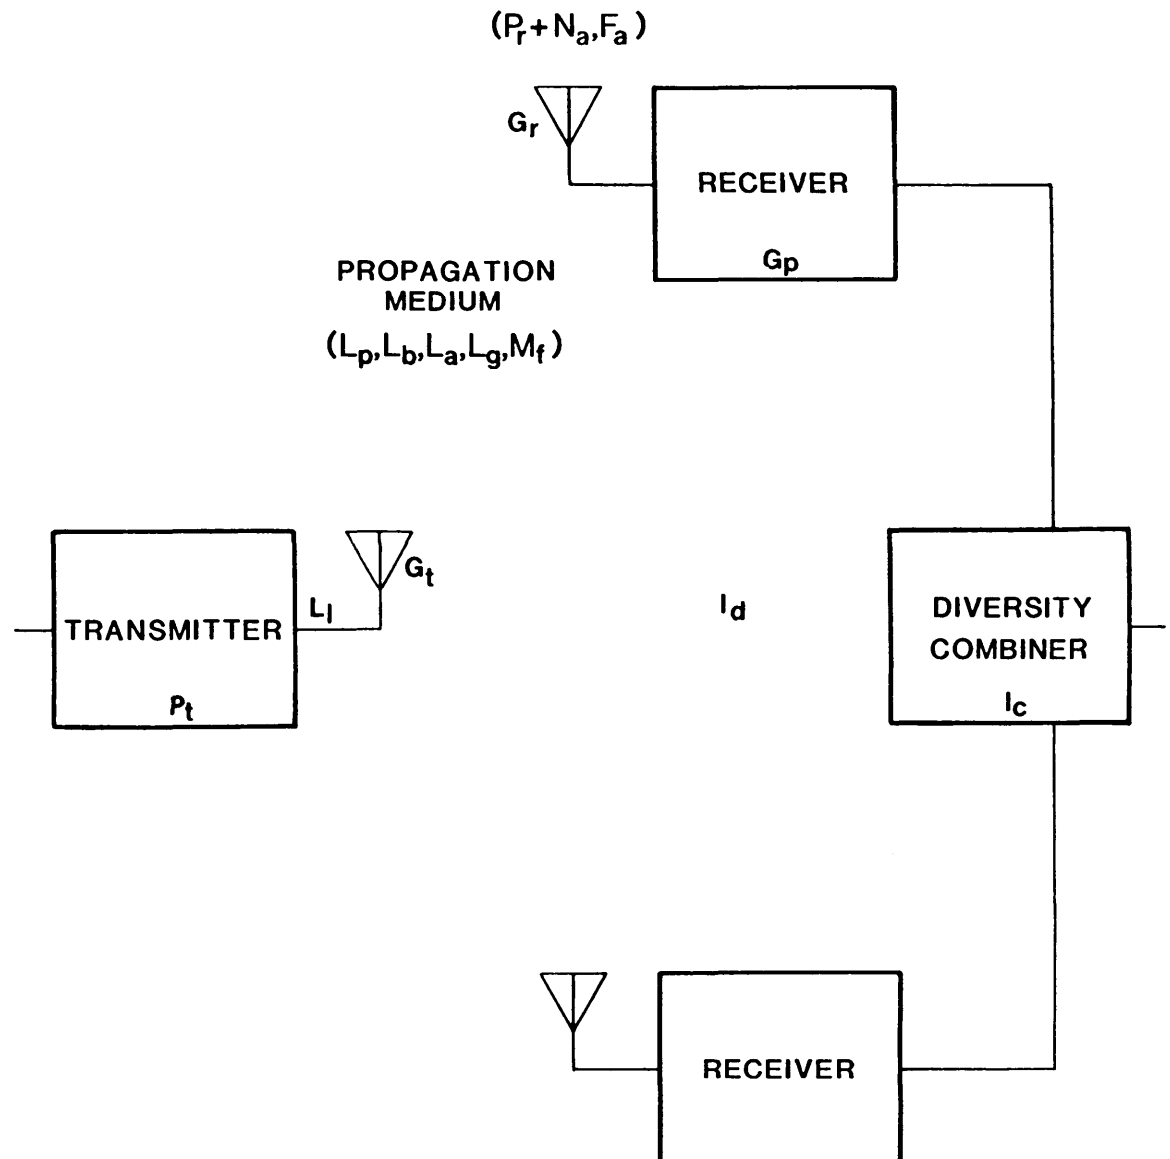 (Pr+Na,Fa)
Gr
RECEIVER
Gp
PROPAGATION
MEDIUM
(Lp,Lb,La,Lg,Mf)
Gt
Ll
TRANSMITTER
Pt
Id
DIVERSITY
COMBINER
Ic
RECEIVER